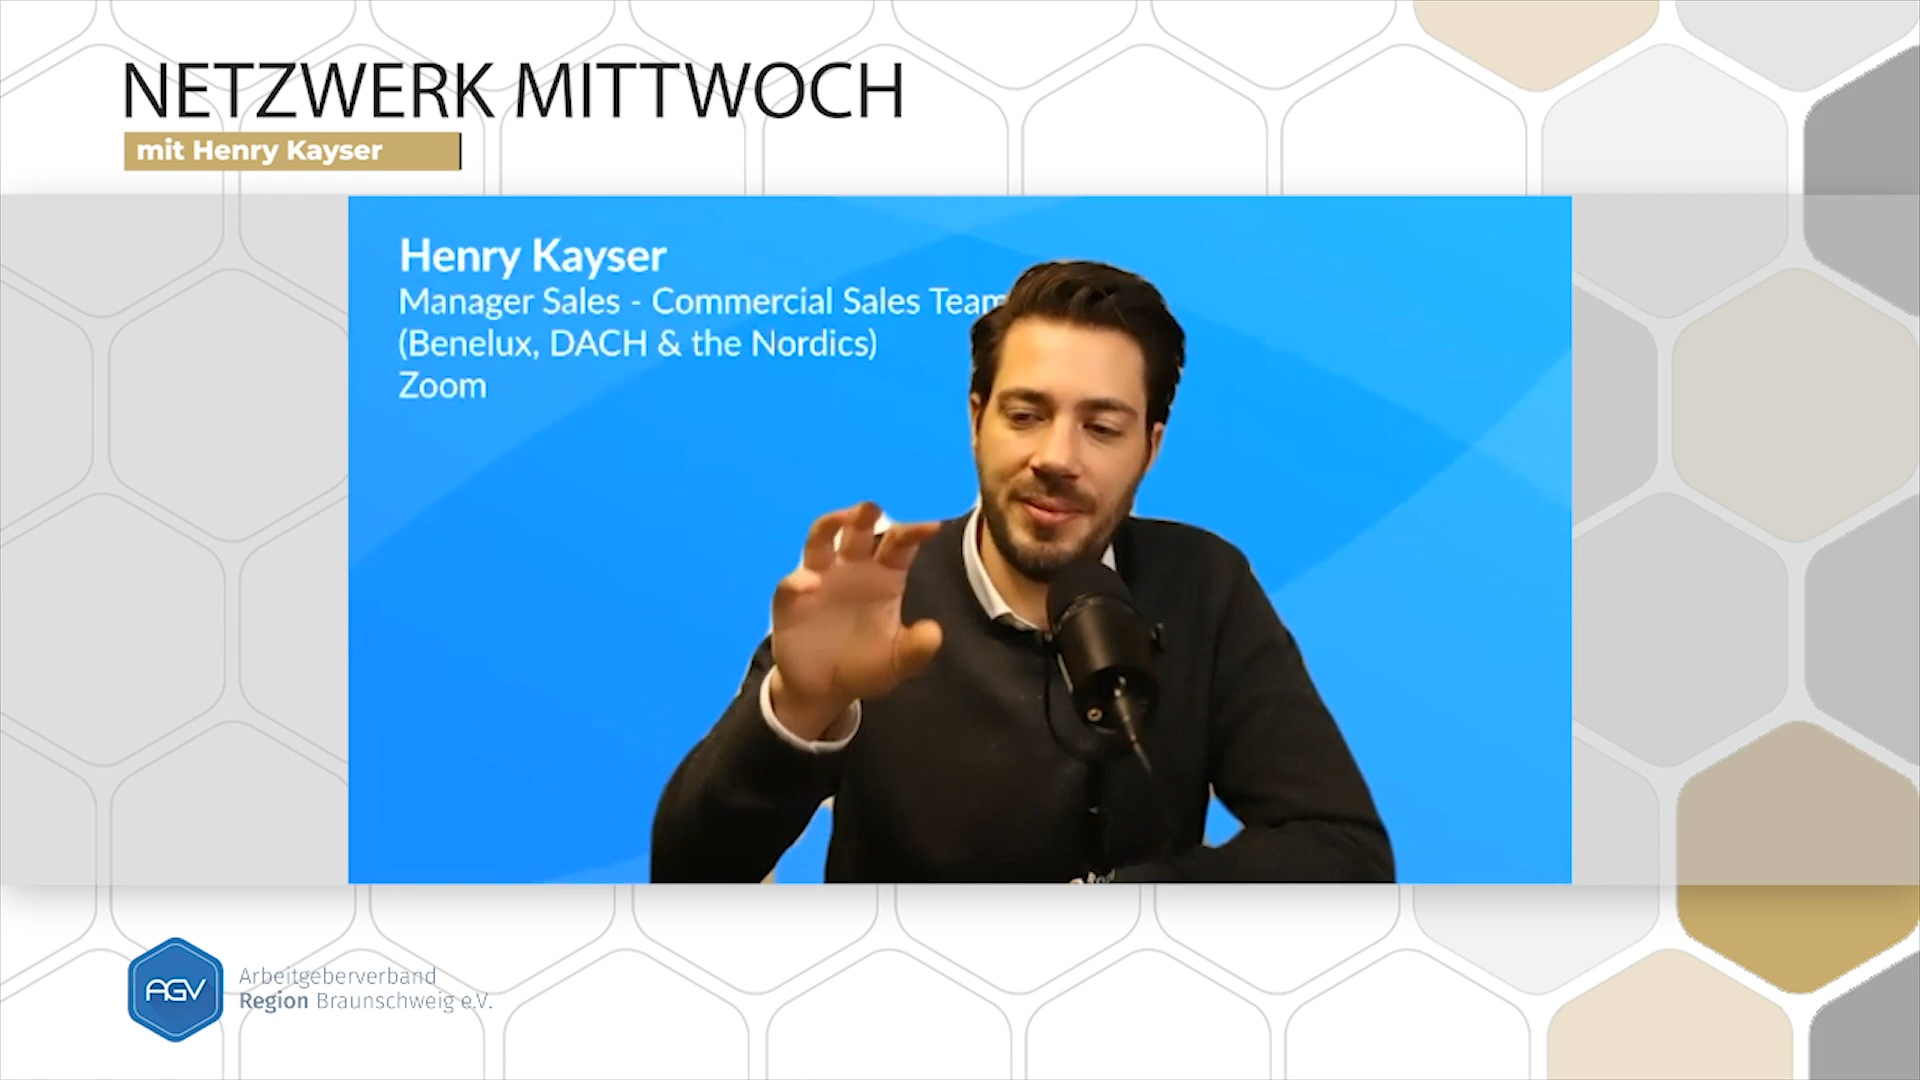 NETZWERK MITTWOCH
mit Henry Kayser
Henry Kayser
Manager Sales - Commercial Sales Team
(Benelux, DACH & the Nordics)
Zoom
AGV
Arbeitgeberverband
Region Braunschweig e.V.